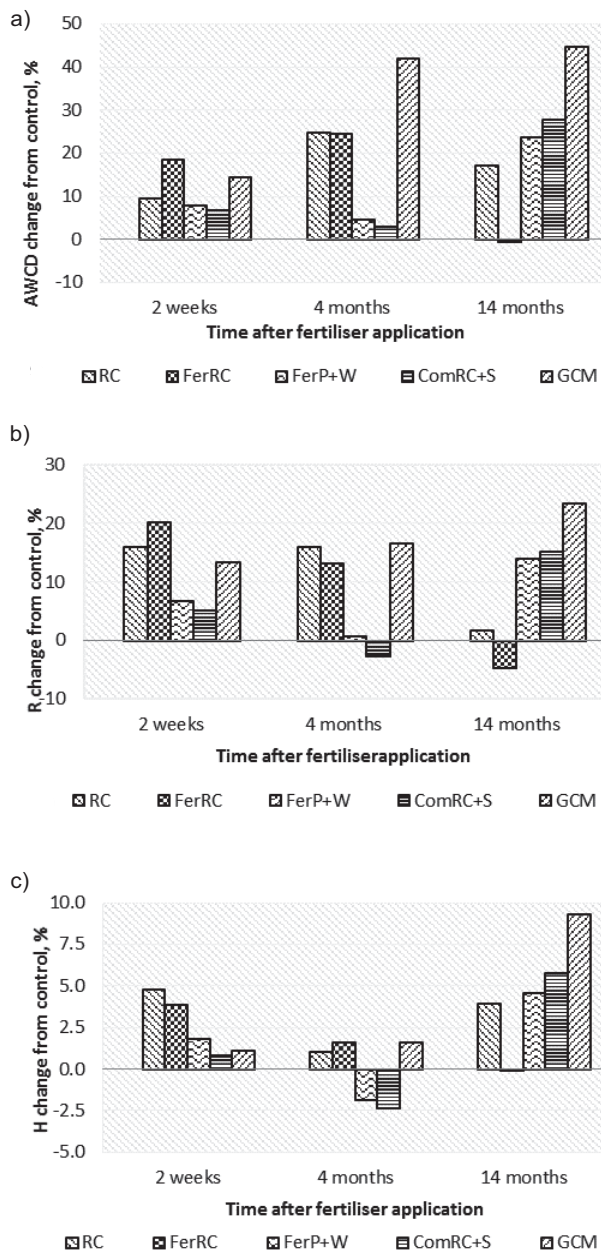 a)
AWCD change from control, %
50
40
30
20
10
0
-10
2 weeks 4 months 14 months
Time after fertiliser application
RC FerRC FerP+W ComRC+S GCM
b)
R, change from control, %
30
20
10
0
-10
2 weeks 4 months 14 months
Time after fertiliserapplication
RC FerRC FerP+W ComRC+S GCM
c)
H change from control, %
10.0
7.5
5.0
2.5
0.0
-2.5
-5.0
2 weeks 4 months 14 months
Time after fertiliser application
RC FerRC FerP+W ComRC+S GCM